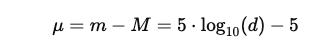 μ = m − M = 5 · log₁₀(d) − 5